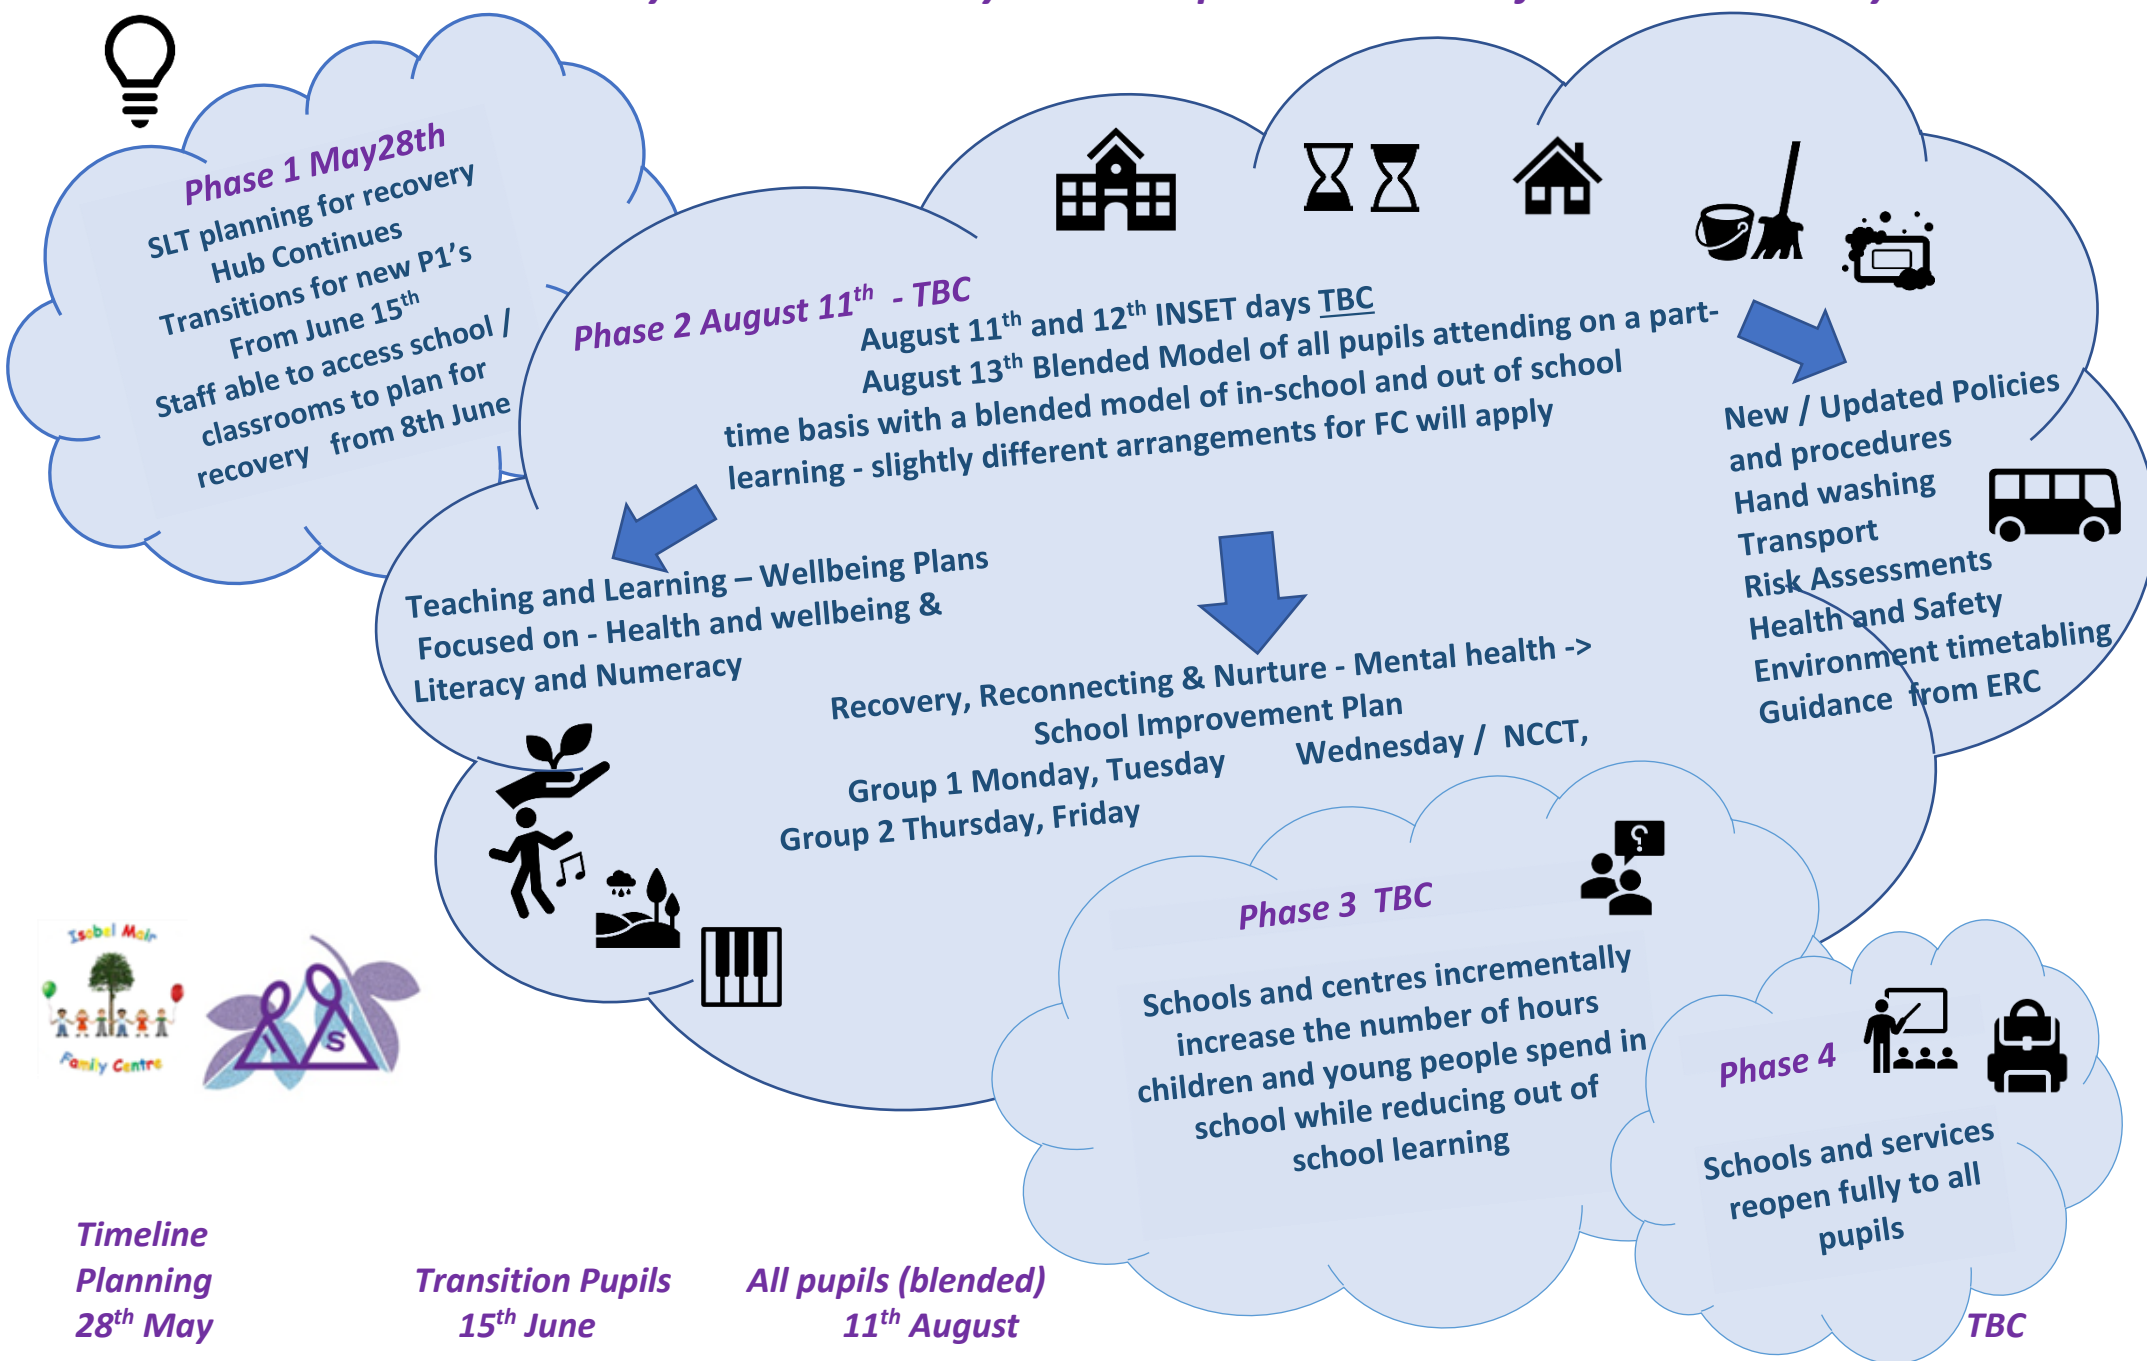 Phase 1 May28th
SLT planning for recovery
Hub Continues
Transitions for new P1's
From June 15th
Staff able to access school /
classrooms to plan for
recovery from 8th June
Phase 2 August 11th - TBC
August 11th and 12th INSET days TBC
August 13th Blended Model of all pupils attending on a part-
time basis with a blended model of in-school and out of school
learning - slightly different arrangements for FC will apply
New / Updated Policies
and procedures
Hand washing
Transport
Risk Assessments
Health and Safety
Environment timetabling
Guidance from ERC
Teaching and Learning – Wellbeing Plans
Focused on - Health and wellbeing &
Literacy and Numeracy
Recovery, Reconnecting & Nurture - Mental health ->
School Improvement Plan
Group 1 Monday, Tuesday Wednesday / NCCT,
Group 2 Thursday, Friday
Phase 3 TBC
Schools and centres incrementally
increase the number of hours
children and young people spend in
school while reducing out of
school learning
Phase 4
Schools and services
reopen fully to all
pupils
Isobel Mair
Family Centre
I S
Timeline
Planning
28th May
Transition Pupils
15th June
All pupils (blended)
11th August
TBC